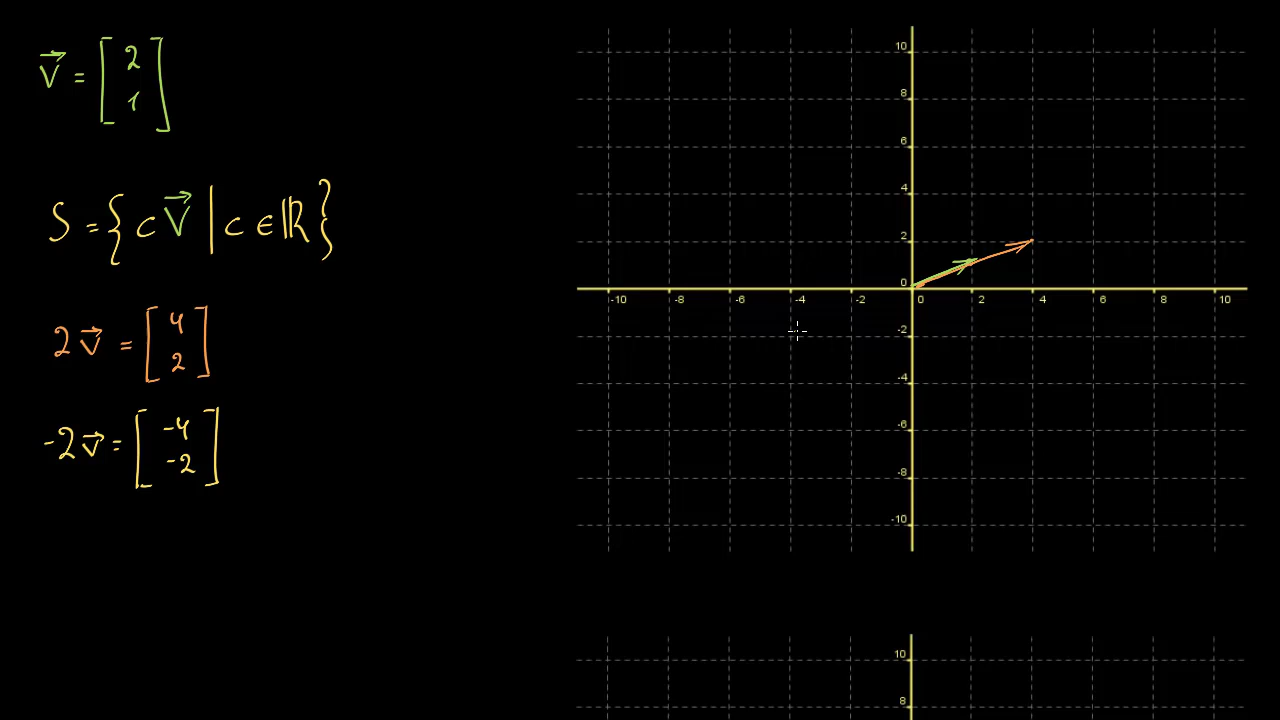 v⃗ = [2 1]
S = {c v⃗ | c ∈ ℝ}
2v⃗ = [4 2]
-2v⃗ = [-4 -2]
10
8
6
4
2
0
-10 -8 -6 -4 -2 0 2 4 6 8 10
-2
-4
-6
-8
-10
10
8